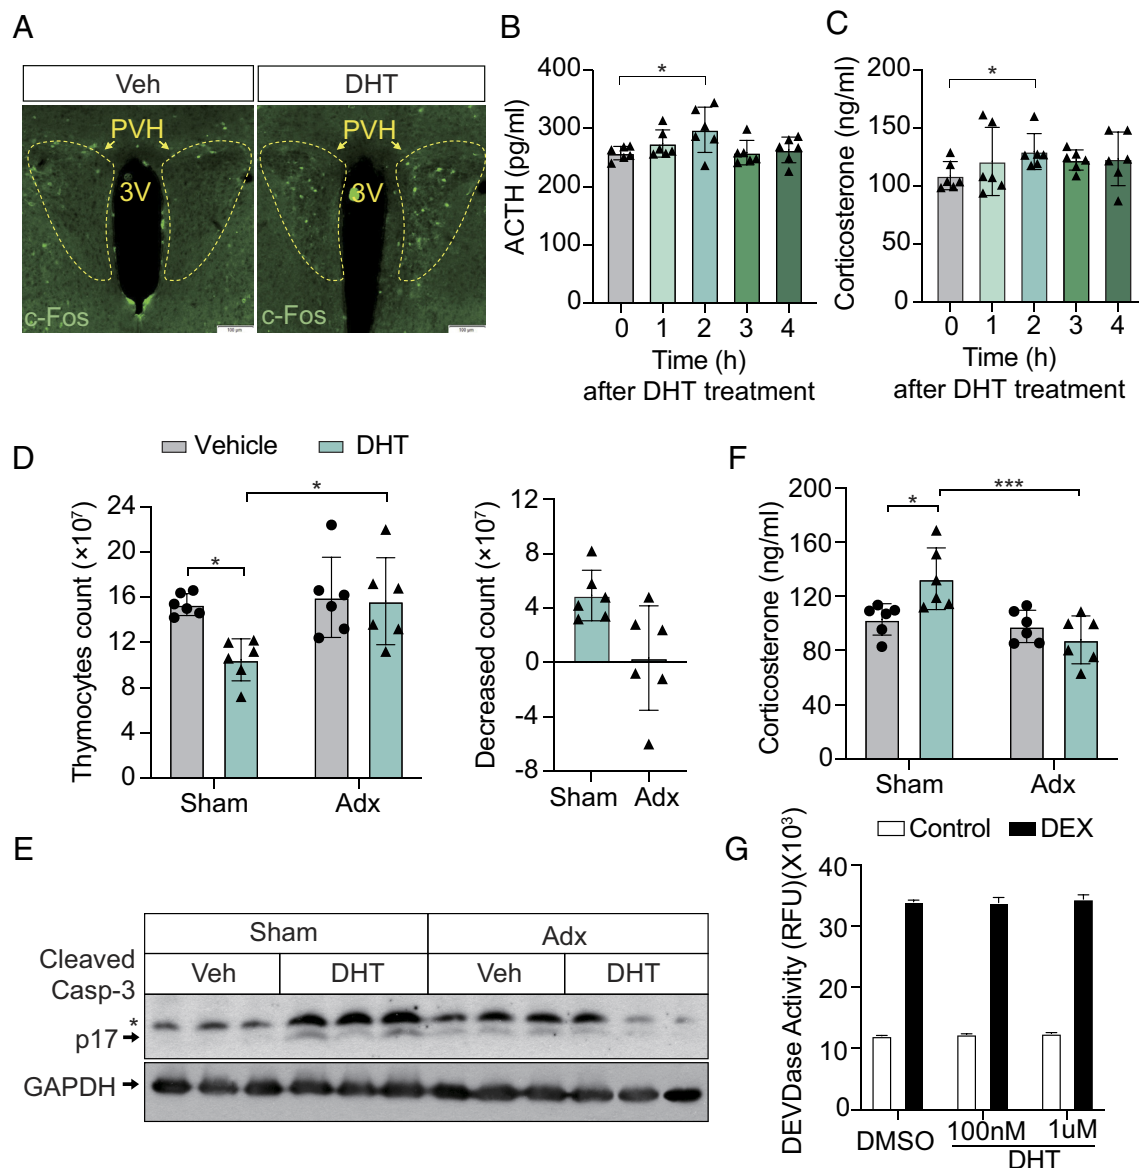 A
Veh
DHT
PVH
PVH
3V
3V
c-Fos
c-Fos
100 μm
100 μm
B
*
ACTH (pg/ml)
400
300
200
100
0
0 1 2 3 4
Time (h)
after DHT treatment
C
*
Corticosterone (ng/ml)
200
150
100
50
0
0 1 2 3 4
Time (h)
after DHT treatment
D
Vehicle
DHT
*
*
Thymocytes count (×10⁷)
24
20
16
12
8
4
0
Sham
Adx
Decreased count (×10⁷)
12
8
4
0
-4
-8
Sham Adx
F
*
***
Corticosterone (ng/ml)
200
160
120
80
40
0
Sham
Adx
E
Sham
Adx
Veh
DHT
Veh
DHT
Cleaved
Casp-3
*
p17
GAPDH
G
Control
DEX
DEVDase Activity (RFU)(X10³)
40
30
20
10
0
DMSO
100nM
1uM
DHT